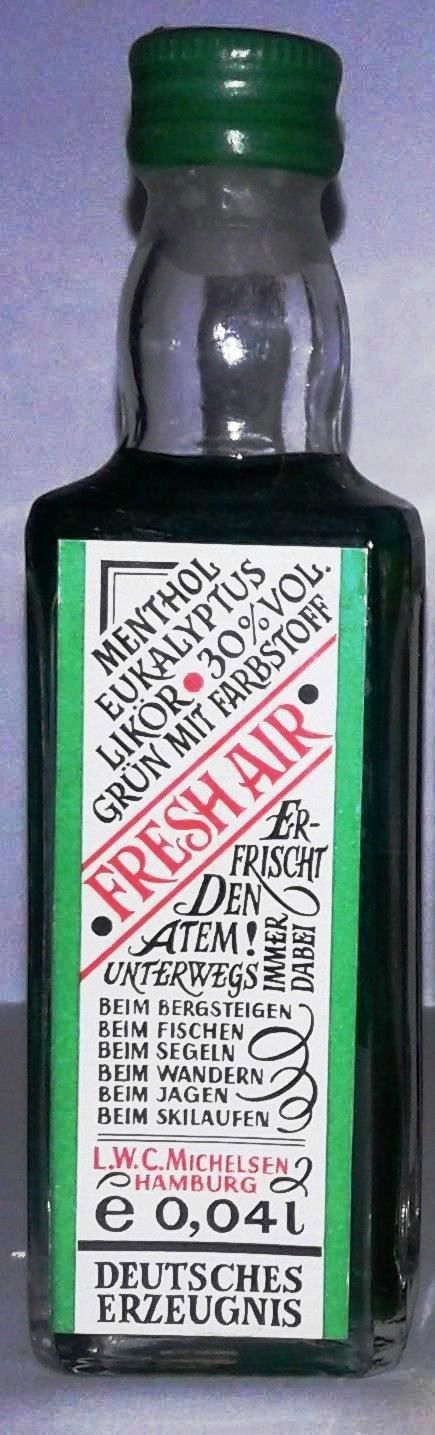 MENTHOL
EUKALYPTUS
LIKÖR • 30% VOL.
GRÜN MIT FARBSTOFF
• FRESH AIR •
ER-
FRISCHT
DEN
ATEM!
UNTERWEGS
IMMER
DABEI
BEIM BERGSTEIGEN
BEIM FISCHEN
BEIM SEGELN
BEIM WANDERN
BEIM JAGEN
BEIM SKILAUFEN
L.W.C. MICHELSEN
HAMBURG
e 0,04l
DEUTSCHES
ERZEUGNIS